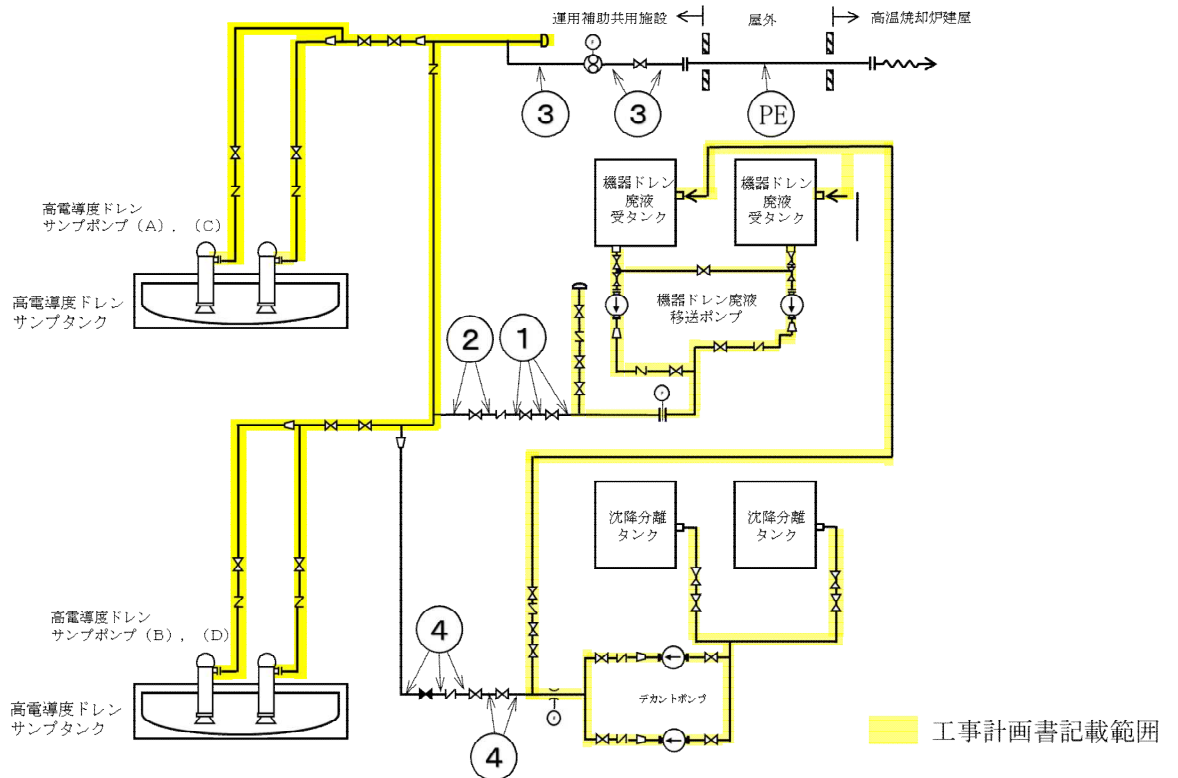 運用補助共用施設
屋外
高温焼却炉建屋
③
③
PE
高電導度ドレン
サンプポンプ（A），（C）
高電導度ドレン
サンプタンク
機器ドレン
廃液
受タンク
機器ドレン
廃液
受タンク
機器ドレン廃液
移送ポンプ
②
①
沈降分離
タンク
沈降分離
タンク
高電導度ドレン
サンプポンプ（B），（D）
高電導度ドレン
サンプタンク
④
④
デカントポンプ
工事計画書記載範囲